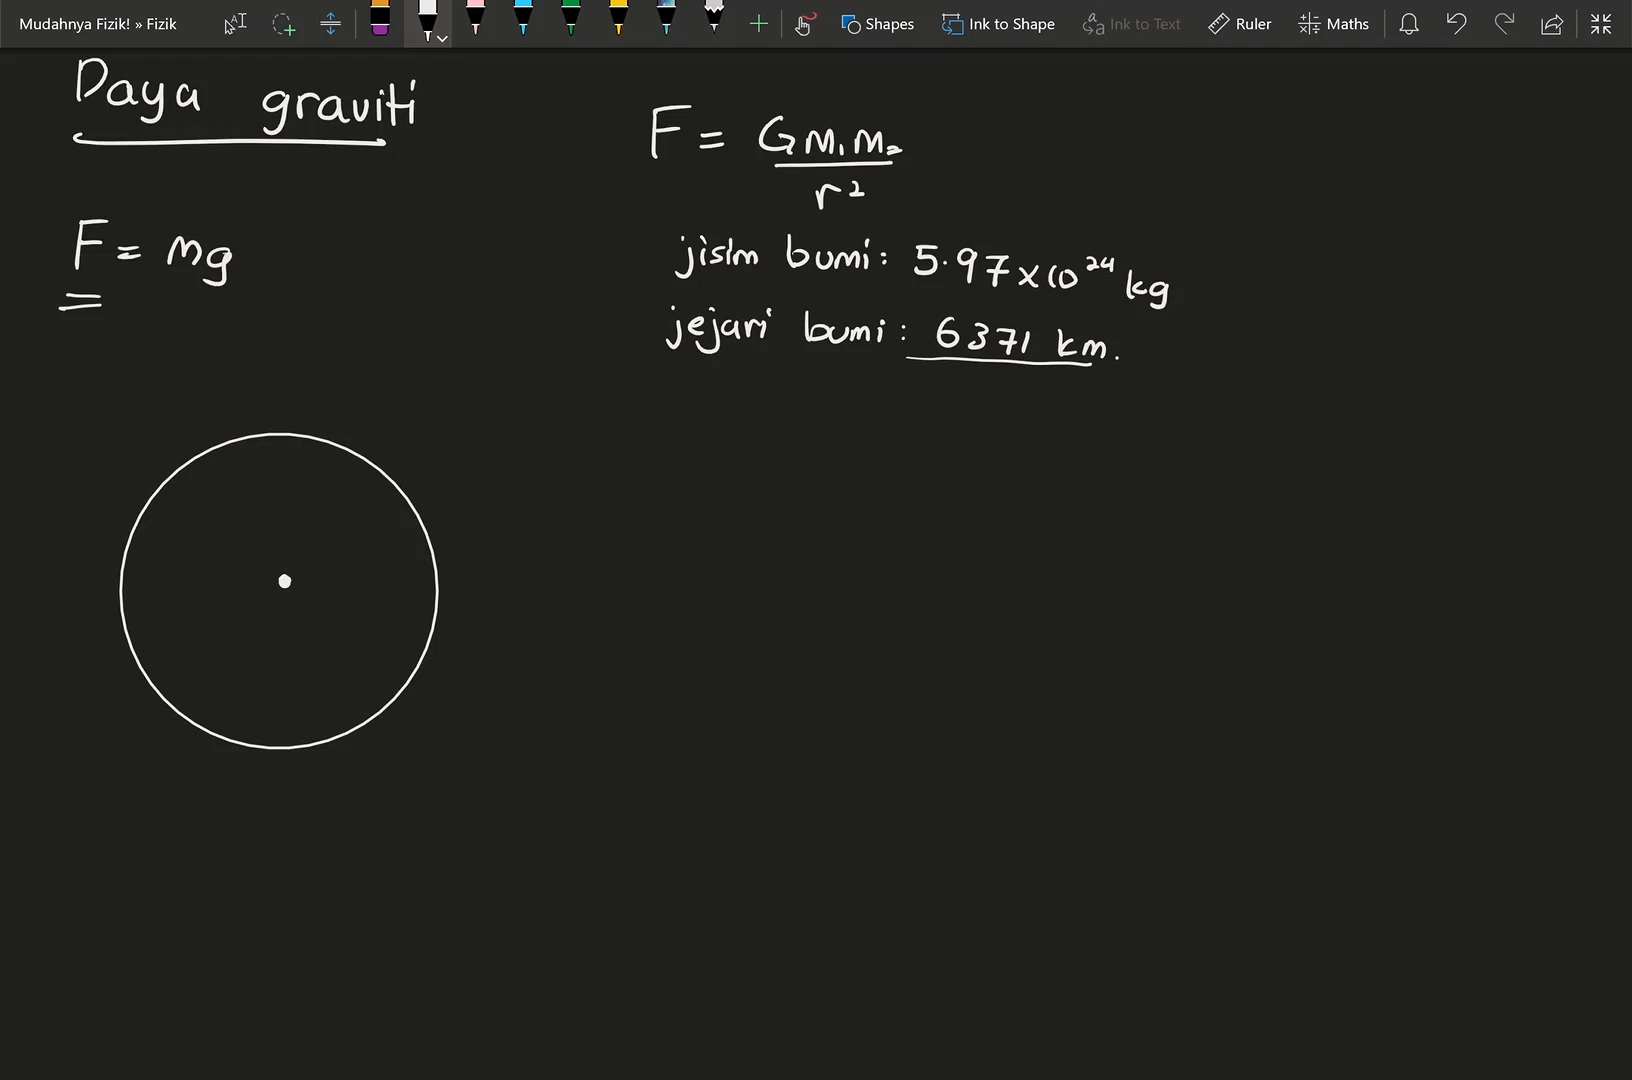 Mudahnya Fizik! » Fizik
Shapes
Ink to Shape
Ink to Text
Ruler
Maths
Daya graviti
F = mg
=
F = GM₁M₂
r²
jisim bumi: 5.97 x 10²⁴ kg
jejari bumi: 6371 km.